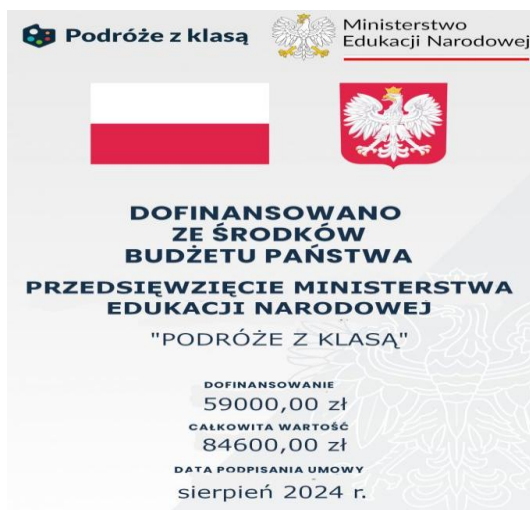 Podróże z klasą
Ministerstwo
Edukacji Narodowej
DOFINANSOWANO
ZE ŚRODKÓW
BUDŻETU PAŃSTWA
PRZEDSIĘWZIĘCIE MINISTERSTWA
EDUKACJI NARODOWEJ
"PODRÓŻE Z KLASĄ"
DOFINANSOWANIE
59000,00 zł
CAŁKOWITA WARTOŚĆ
84600,00 zł
DATA PODPISANIA UMOWY
sierpień 2024 r.